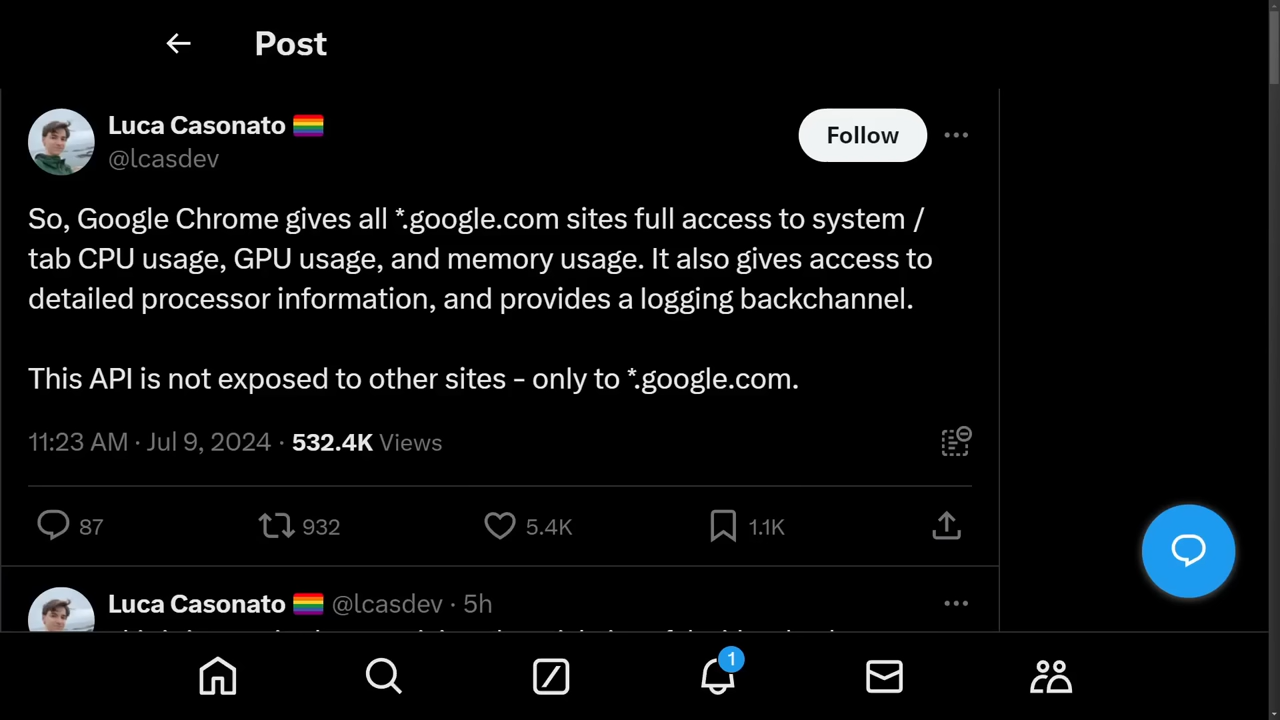 Post
Luca Casonato 🏳️‍🌈
@lcasdev
Follow
So, Google Chrome gives all *.google.com sites full access to system /
tab CPU usage, GPU usage, and memory usage. It also gives access to
detailed processor information, and provides a logging backchannel.
This API is not exposed to other sites - only to *.google.com.
11:23 AM · Jul 9, 2024 · 532.4K Views
87 932 5.4K 1.1K
Luca Casonato 🏳️‍🌈 @lcasdev · 5h
1